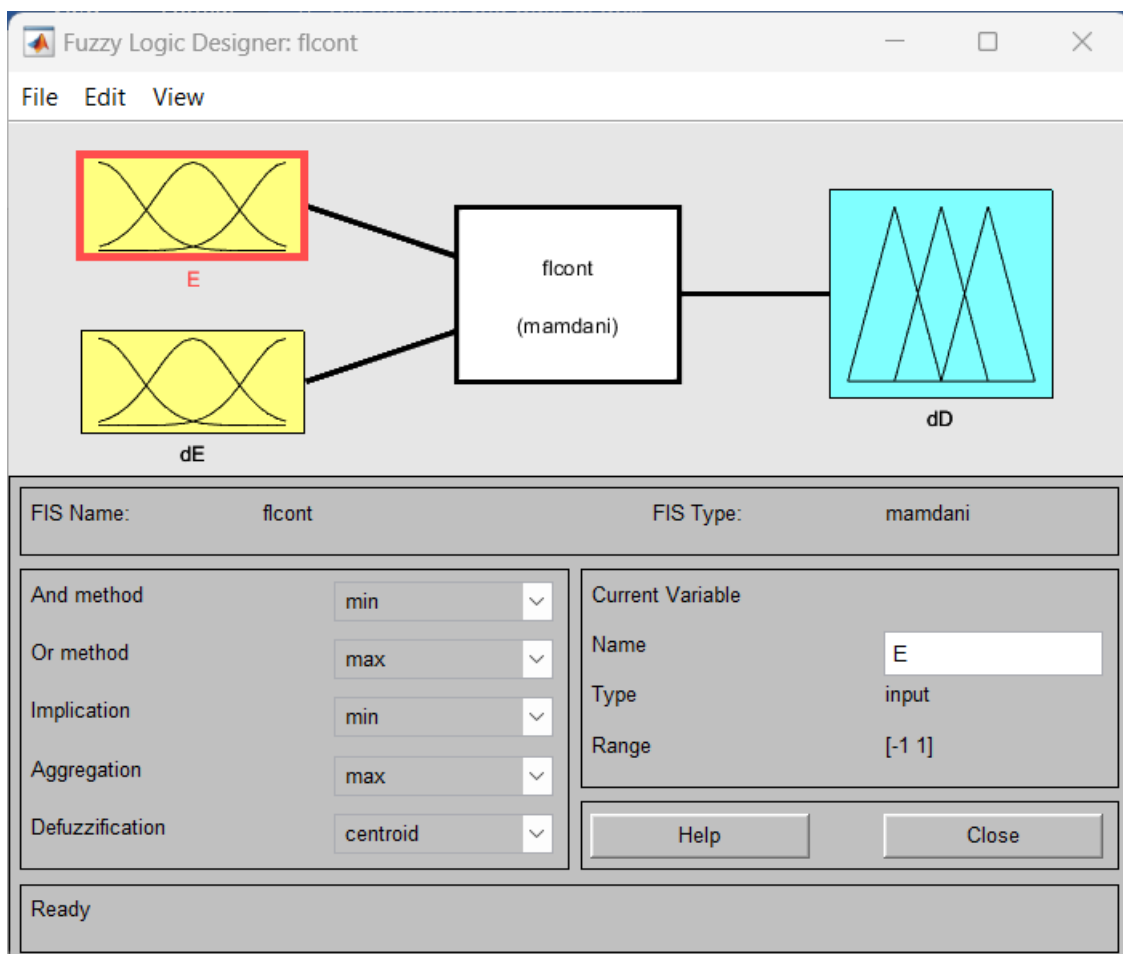 Fuzzy Logic Designer: flcont
File Edit View
E
dE
flcont
(mamdani)
dD
FIS Name: flcont FIS Type: mamdani
And method min
Or method max
Implication min
Aggregation max
Defuzzification centroid
Current Variable
Name E
Type input
Range [-1 1]
Help Close
Ready